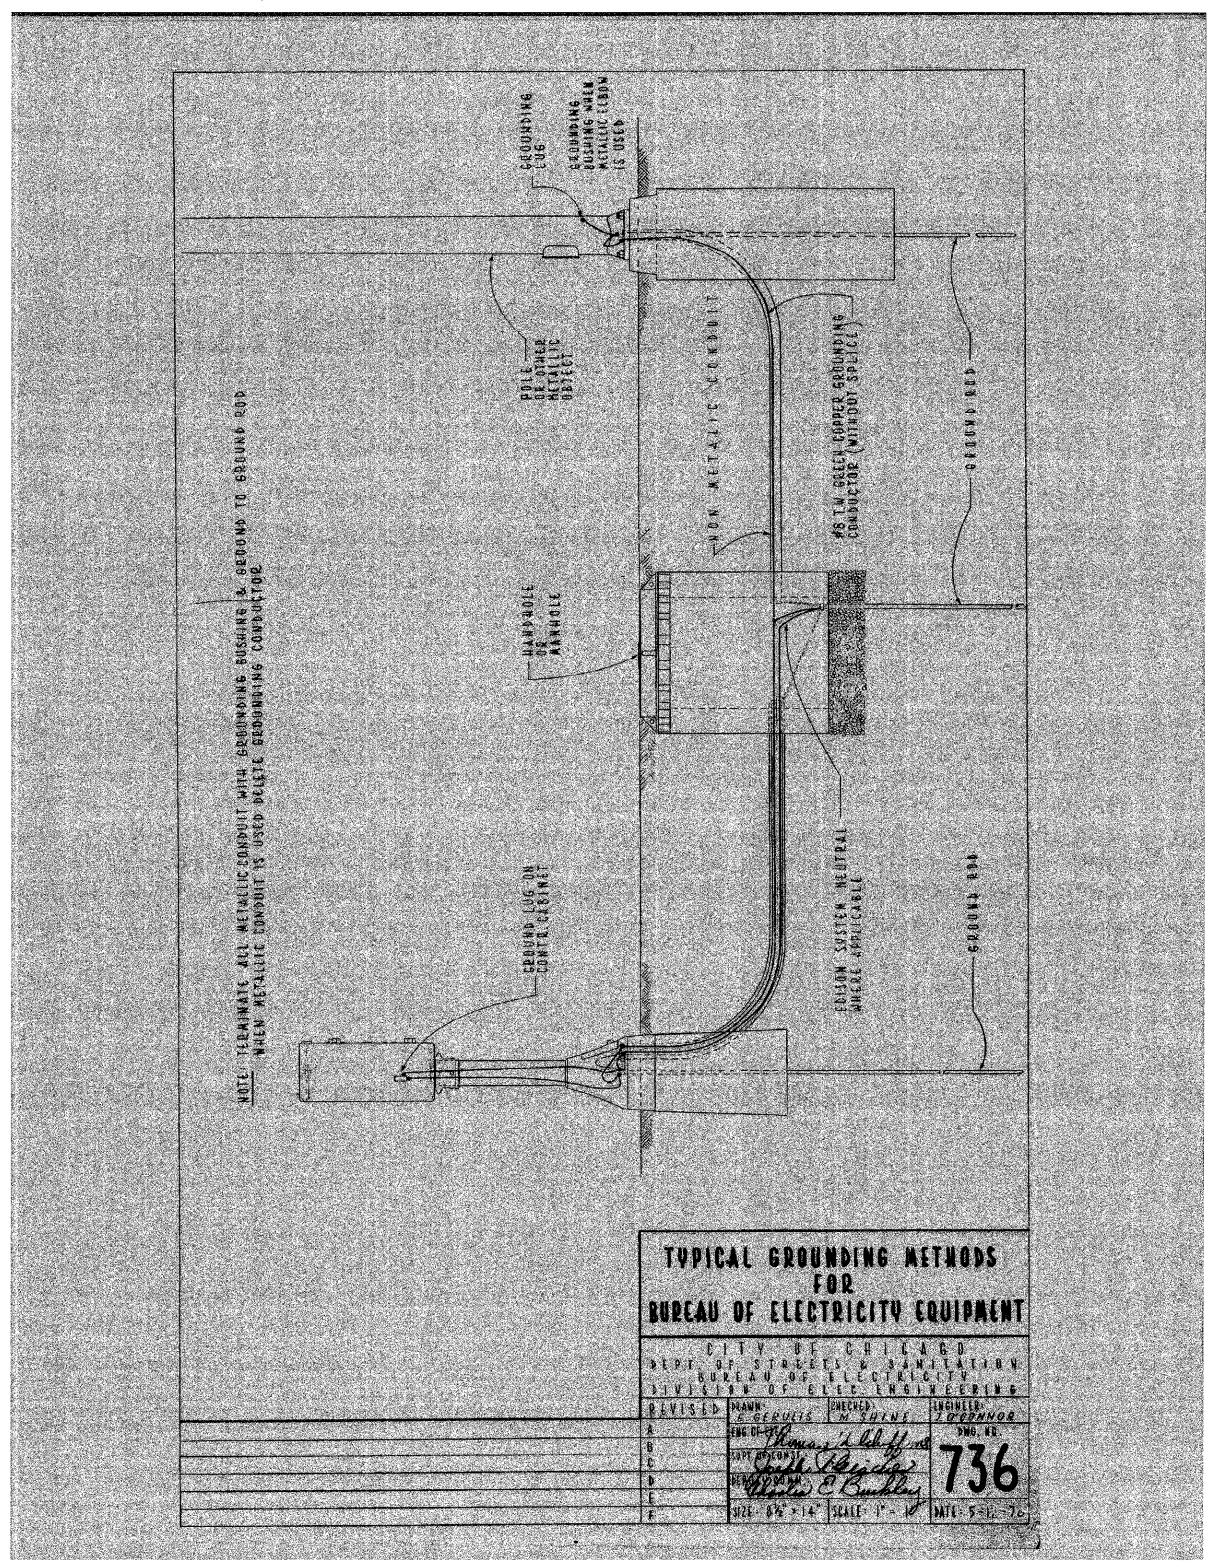 GROUNDING
LUG
GROUNDING
BUSHING WHEN
METALLIC ELBOW
IS USED
POLE
OR OTHER
METALLIC
OBJECT
NON METALIC CONDUIT
#8 T.W. GREEN COPPER GROUNDING
CONDUCTOR (WITHOUT SPLICE)
GROUND ROD
HANDHOLE
OR
MANHOLE
NOTE: TERMINATE ALL METALLIC CONDUIT WITH GROUNDING BUSHING & GROUND TO GROUND ROD
WHEN METALLIC CONDUIT IS USED DELETE GROUNDING CONDUCTOR
GROUND LUG ON
CONTR. CABINET
EDISON SYSTEM NEUTRAL
WHERE APPLICABLE
GROUND ROD
TYPICAL GROUNDING METHODS
FOR
BUREAU OF ELECTRICITY EQUIPMENT
CITY OF CHICAGO
DEPT. OF STREETS & SANITATION
BUREAU OF ELECTRICITY
DIVISION OF ELEC ENGINEERING
REVISED
DRAWN:
GERULIS
CHECKED:
M SHINE
ENGINEER:
J O'CONNOR
A
B
C
D
E
F
DWG. NO.
736
SIZE: 8½" × 14"
SCALE: 1" =
DATE: